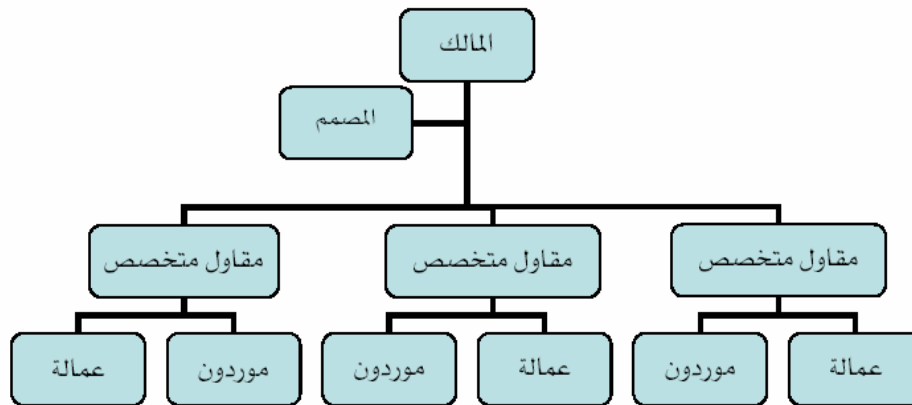 المالك
المصمم
مقاول متخصص
مقاول متخصص
مقاول متخصص
عمالة
موردون
عمالة
موردون
موردون
عمالة